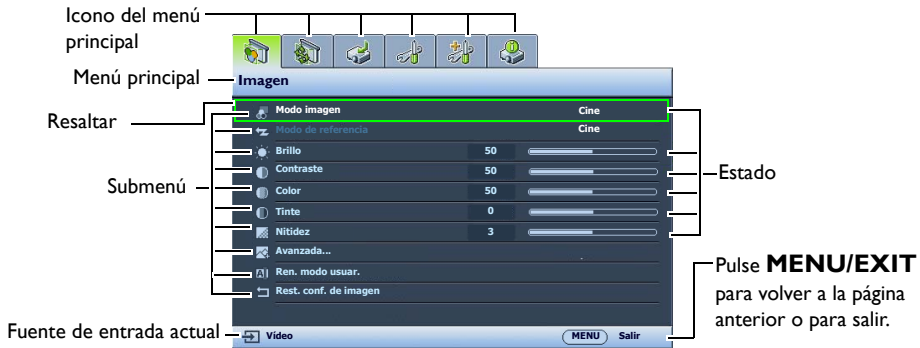 Icono del menú
principal
Menú principal
Imagen
Resaltar
Modo imagen Cine
Modo de referencia Cine
Brillo 50
Contraste 50
Color 50
Tinte 0
Nitidez 3
Avanzada...
Ren. modo usuar.
Rest. conf. de imagen
Submenú
Estado
Pulse MENU/EXIT
para volver a la página
anterior o para salir.
Fuente de entrada actual
Vídeo MENU Salir